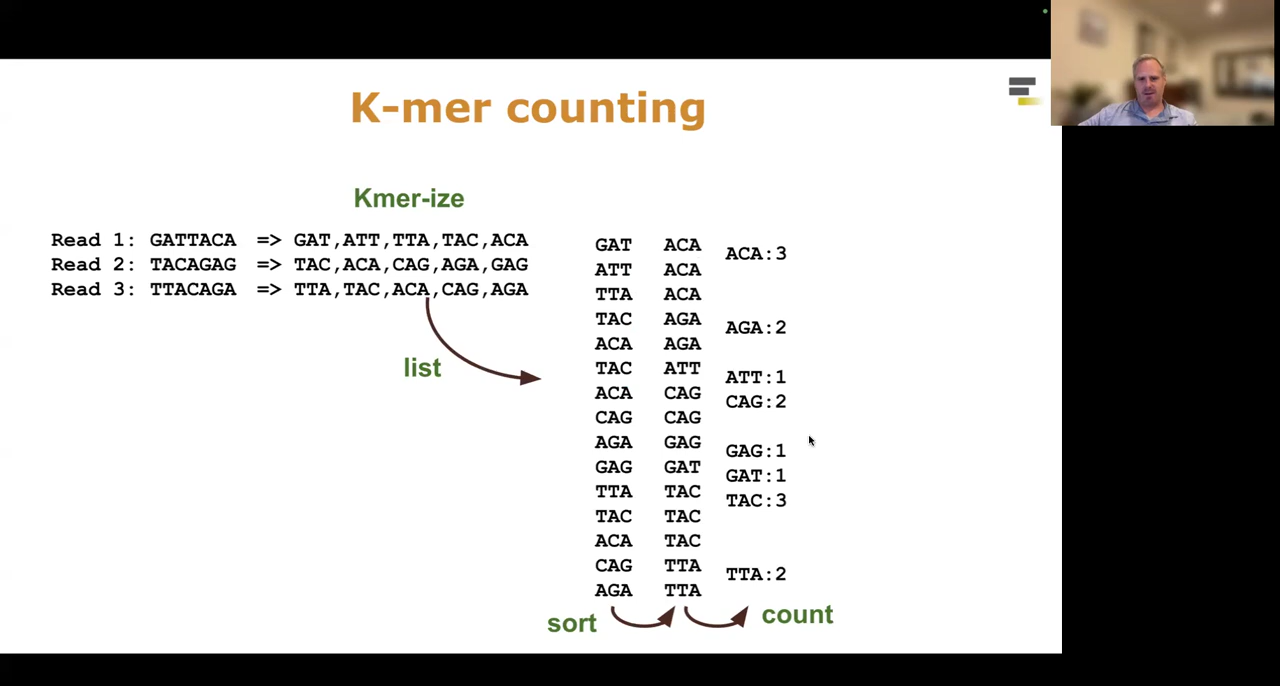 K-mer counting
Kmer-ize
Read 1: GATTACA => GAT,ATT,TTA,TAC,ACA
Read 2: TACAGAG => TAC,ACA,CAG,AGA,GAG
Read 3: TTACAGA => TTA,TAC,ACA,CAG,AGA
list
GAT ACA
ACA:3
ATT ACA
TTA ACA
TAC AGA
AGA:2
ACA AGA
TAC ATT
ATT:1
ACA CAG
CAG:2
CAG CAG
AGA GAG
GAG:1
GAG GAT
GAT:1
TTA TAC
TAC:3
TAC TAC
ACA TAC
CAG TTA
TTA:2
AGA TTA
sort
count